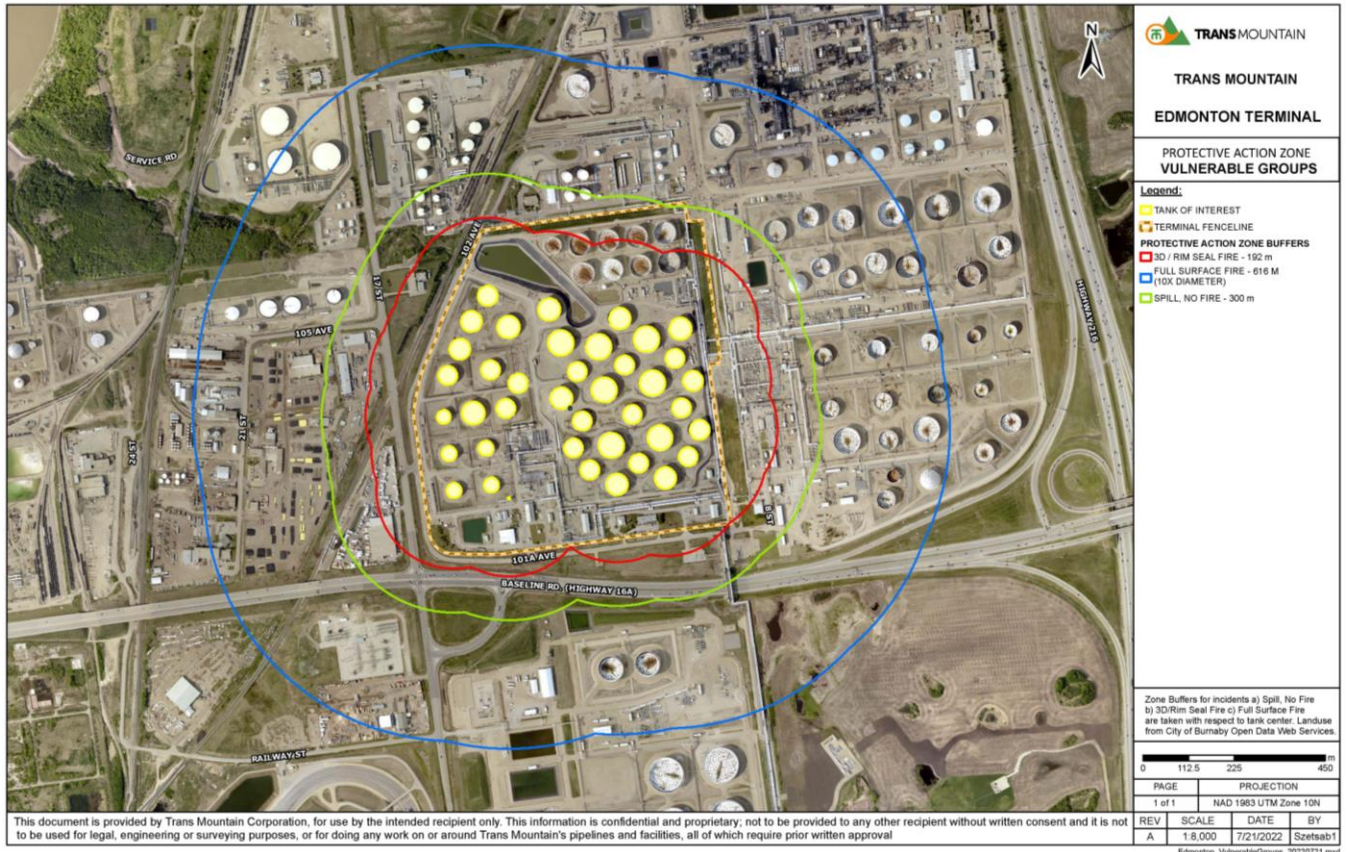 N
TRANSMOUNTAIN
TRANS MOUNTAIN
EDMONTON TERMINAL
PROTECTIVE ACTION ZONE
VULNERABLE GROUPS
Legend:
TANK OF INTEREST
TERMINAL FENCELINE
PROTECTIVE ACTION ZONE BUFFERS
3D / RIM SEAL FIRE - 192 m
FULL SURFACE FIRE - 616 M
(10X DIAMETER)
SPILL, NO FIRE - 300 m
SERVICE RD
102 AVE
17 ST
HIGHWAY 216
105 AVE
21 ST
24 ST
B ST
101A AVE
BASELINE RD. (HIGHWAY 16A)
RAILWAY ST
Zone Buffers for incidents a) Spill, No Fire
b) 3D/Rim Seal Fire c) Full Surface Fire
are taken with respect to tank center. Landuse
from City of Burnaby Open Data Web Services.
m
0 112.5 225 450
PAGE PROJECTION
1 of 1 NAD 1983 UTM Zone 10N
REV SCALE DATE BY
A 1:8,000 7/21/2022 Szetsab1
This document is provided by Trans Mountain Corporation, for use by the intended recipient only. This information is confidential and proprietary; not to be provided to any other recipient without written consent and it is not
to be used for legal, engineering or surveying purposes, or for doing any work on or around Trans Mountain's pipelines and facilities, all of which require prior written approval